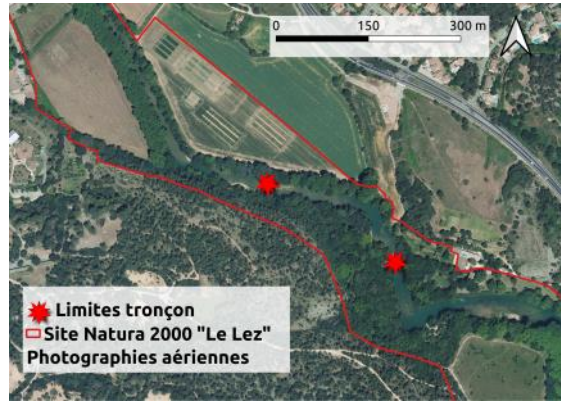 0 150 300 m
Limites tronçon
Site Natura 2000 "Le Lez"
Photographies aériennes